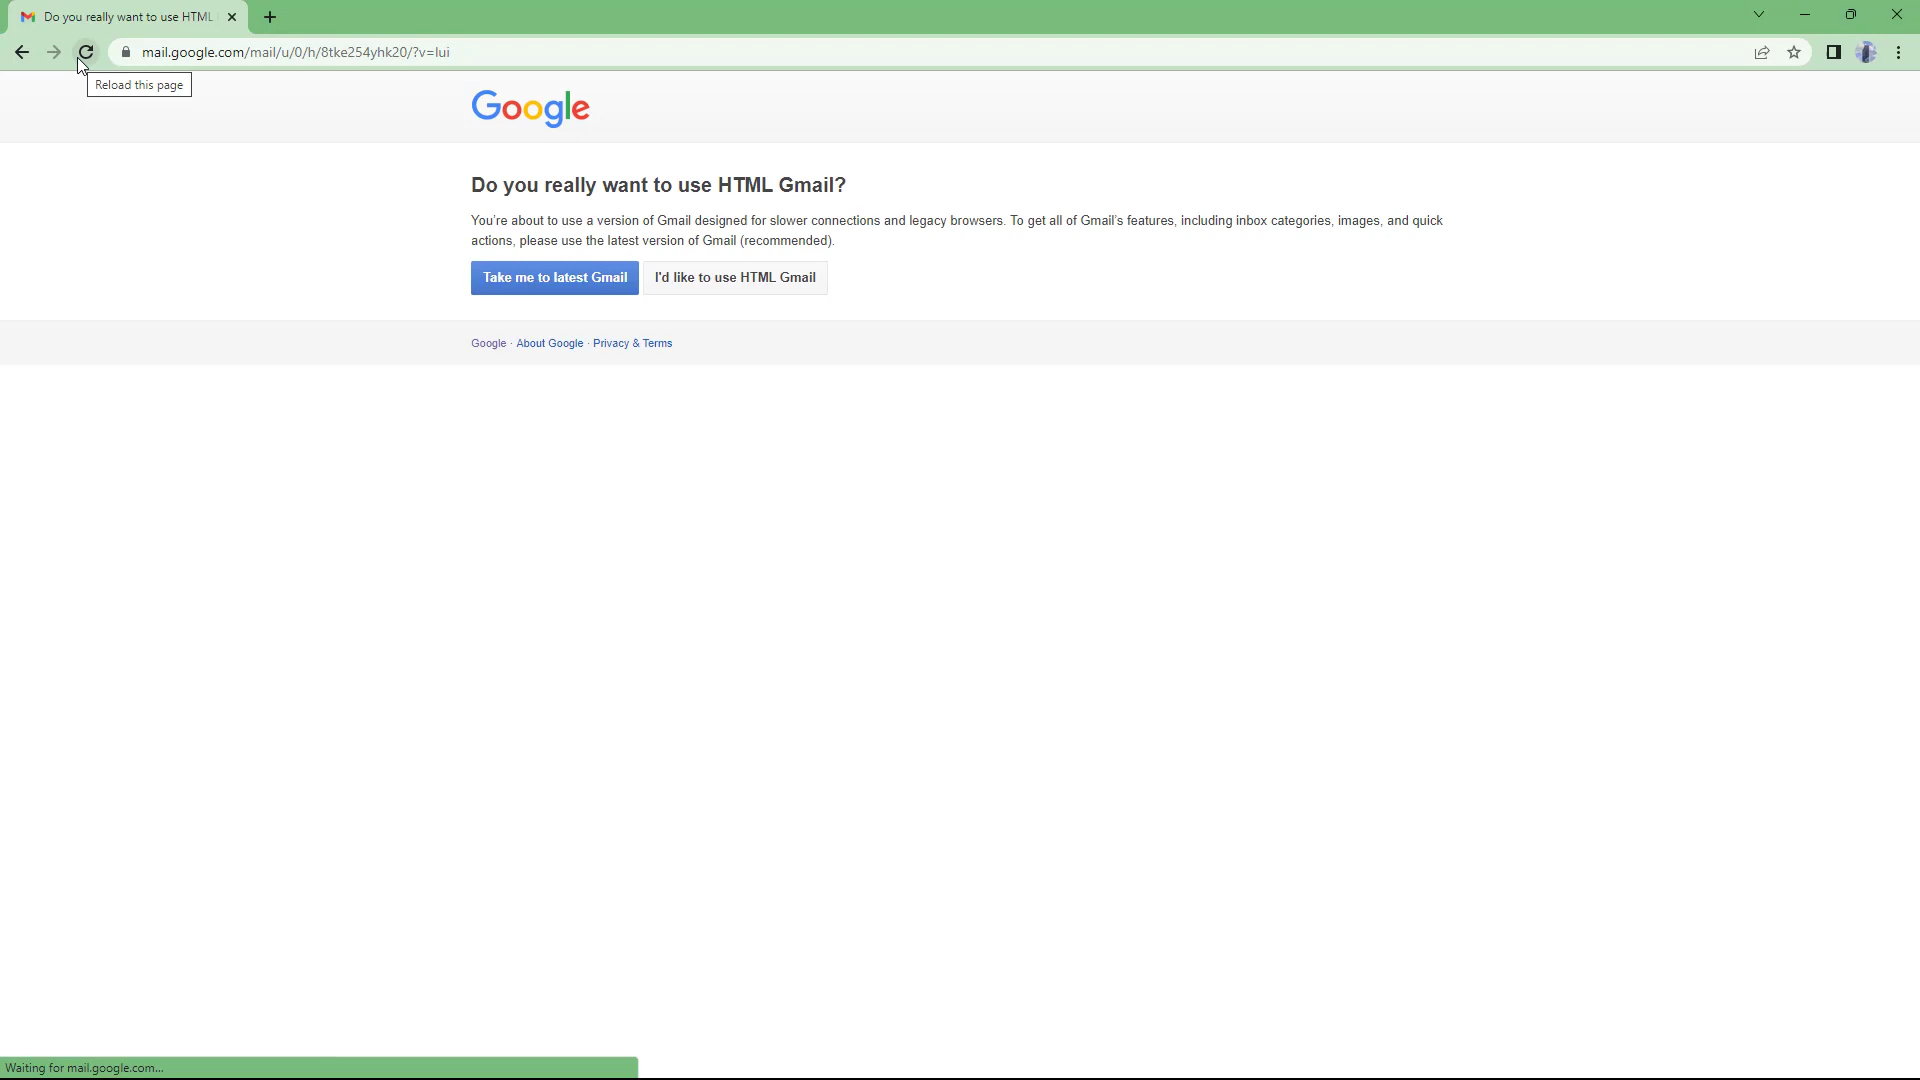 Do you really want to use HTML
mail.google.com/mail/u/0/h/8tke254yhk20/?v=lui
Reload this page
Google
Do you really want to use HTML Gmail?
You're about to use a version of Gmail designed for slower connections and legacy browsers. To get all of Gmail's features, including inbox categories, images, and quick
actions, please use the latest version of Gmail (recommended).
Take me to latest Gmail
I'd like to use HTML Gmail
Google · About Google · Privacy & Terms
Waiting for mail.google.com...